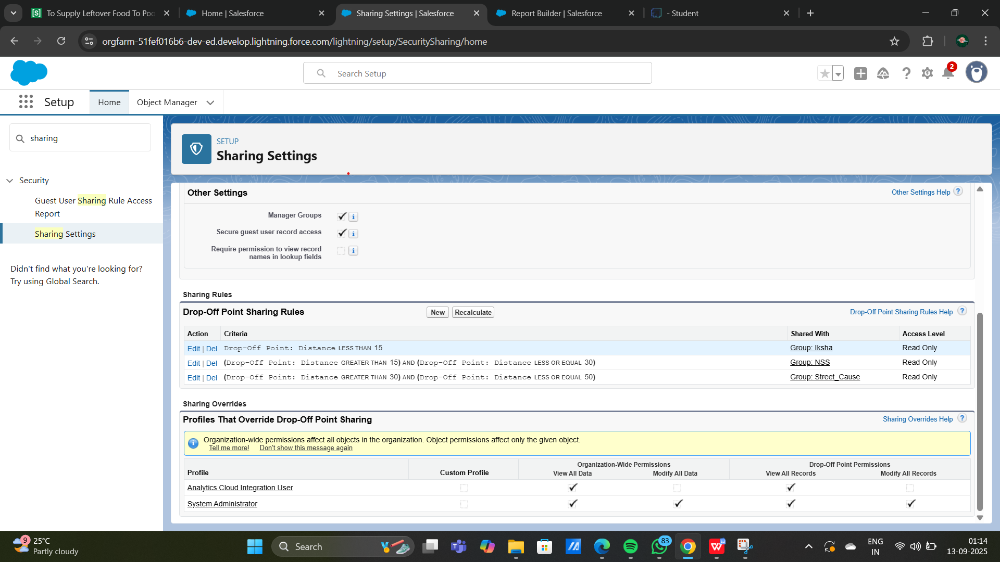 To Supply Leftover Food To Poo
Home | Salesforce
Sharing Settings | Salesforce
Report Builder | Salesforce
- Student
orgfarm-51fef016b6-dev-ed.develop.lightning.force.com/lightning/setup/SecuritySharing/home
Search Setup
2
Setup
Home
Object Manager
sharing
Security
Guest User Sharing Rule Access
Report
Sharing Settings
Didn't find what you're looking for?
Try using Global Search.
SETUP
Sharing Settings
Other Settings
Other Settings Help ?
Manager Groups
Secure guest user record access
Require permission to view record
names in lookup fields
Sharing Rules
Drop-Off Point Sharing Rules
New
Recalculate
Drop-Off Point Sharing Rules Help ?
Action Criteria Shared With Access Level
Edit | Del Drop-Off Point: Distance LESS THAN 15 Group: Iksha Read Only
Edit | Del (Drop-Off Point: Distance GREATER THAN 15) AND (Drop-Off Point: Distance LESS OR EQUAL 30) Group: NSS Read Only
Edit | Del (Drop-Off Point: Distance GREATER THAN 30) AND (Drop-Off Point: Distance LESS OR EQUAL 50) Group: Street_Cause Read Only
Sharing Overrides
Profiles That Override Drop-Off Point Sharing
Sharing Overrides Help ?
Organization-wide permissions affect all objects in the organization. Object permissions affect only the given object.
Tell me more! Don't show this message again
Organization-Wide Permissions Drop-Off Point Permissions
Profile Custom Profile View All Data Modify All Data View All Records Modify All Records
Analytics Cloud Integration User
System Administrator
9
25°C
Partly cloudy
Search
83
ENG
IN
01:14
13-09-2025